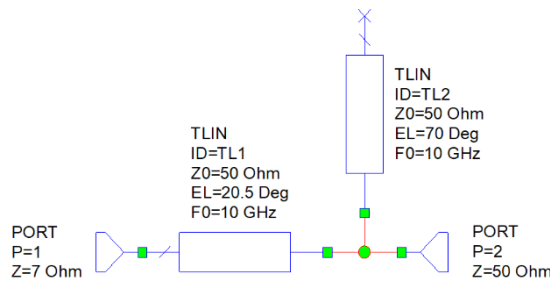 TLIN
ID=TL2
Z0=50 Ohm
EL=70 Deg
F0=10 GHz
TLIN
ID=TL1
Z0=50 Ohm
EL=20.5 Deg
F0=10 GHz
PORT
P=1
Z=7 Ohm
PORT
P=2
Z=50 Ohm